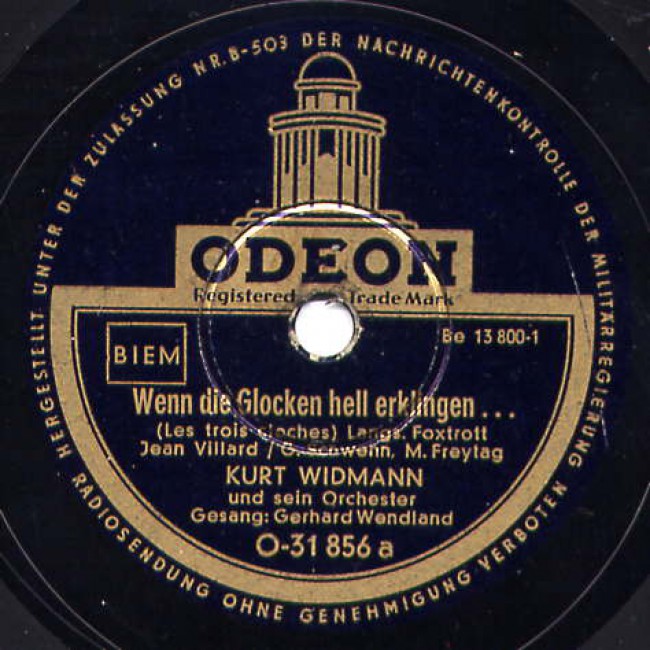 HERGESTELLT UNTER DER ZULASSUNG NR. B-503 DER NACHRICHTENKONTROLLE DER MILITÄRREGIERUNG
RADIOSENDUNG OHNE GENEHMIGUNG VERBOTEN
ODEON
Registered Trade Mark
BIEM
Be 13 800-1
Wenn die Glocken hell erklingen ...
(Les trois cloches) Langs. Foxtrott
Jean Villard / G. Schwenn, M. Freytag
KURT WIDMANN
und sein Orchester
Gesang: Gerhard Wendland
O-31 856 a